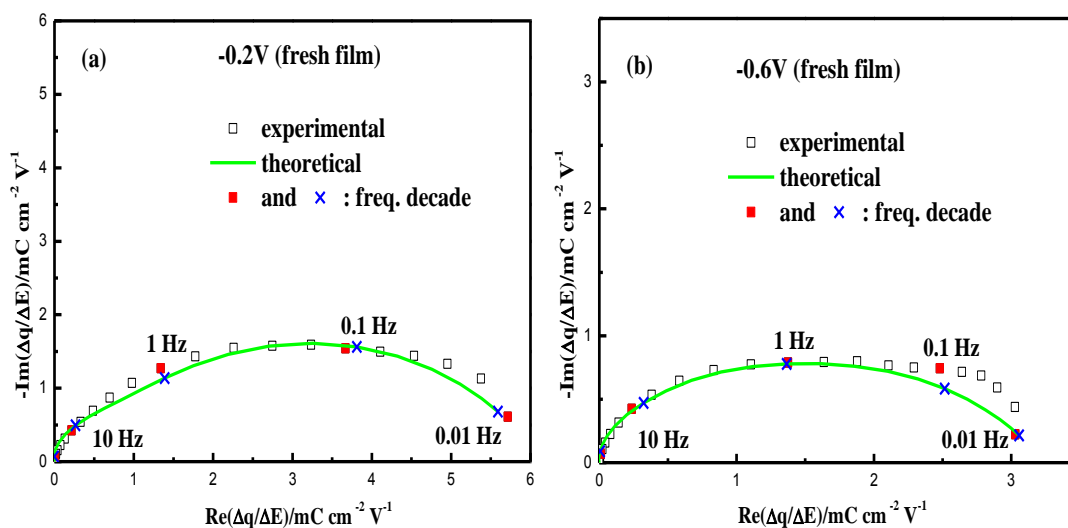 (a)
-0.2V (fresh film)
experimental
theoretical
and × : freq. decade
1 Hz
0.1 Hz
10 Hz
0.01 Hz
-Im(Δq/ΔE)/mC cm⁻² V⁻¹
6
5
4
3
2
1
0
0 1 2 3 4 5 6
Re(Δq/ΔE)/mC cm⁻² V⁻¹
(b)
-0.6V (fresh film)
experimental
theoretical
and × : freq. decade
1 Hz
0.1 Hz
10 Hz
0.01 Hz
-Im(Δq/ΔE)/mC cm⁻² V⁻¹
3
2
1
0
0 1 2 3
Re(Δq/ΔE)/mC cm⁻² V⁻¹